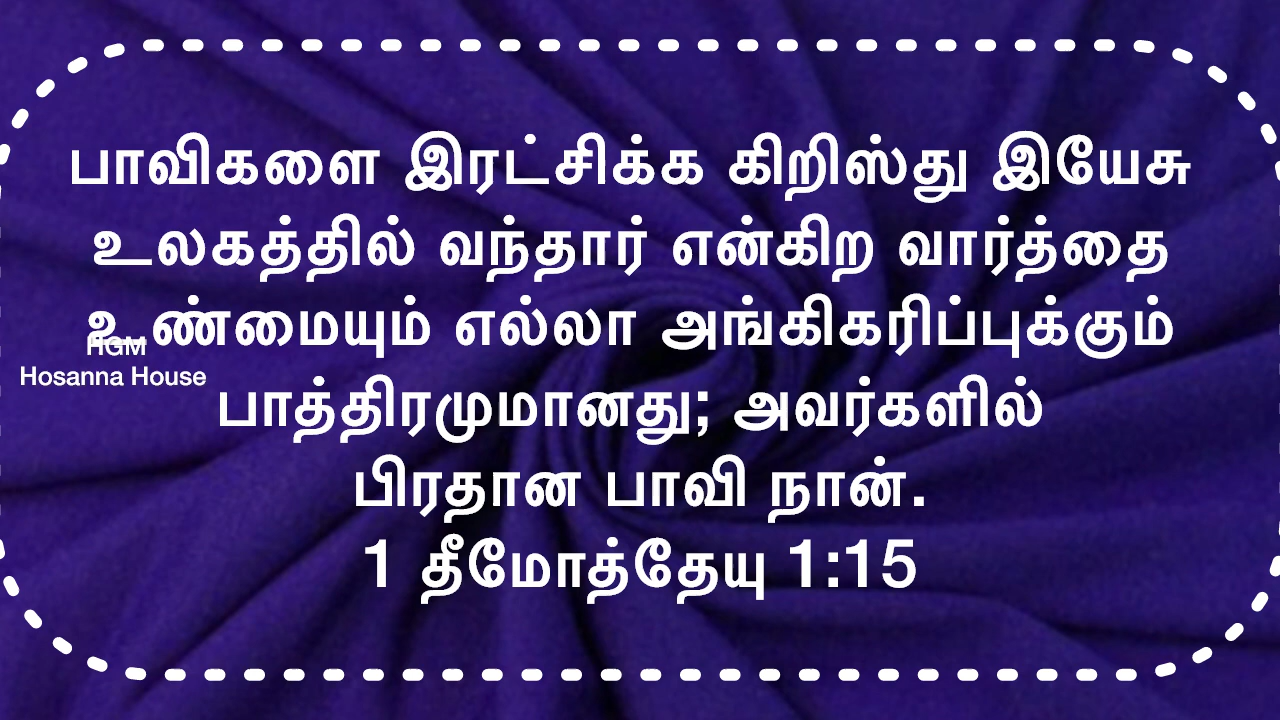 பாவிகளை இரட்சிக்க கிறிஸ்து இயேசு
உலகத்தில் வந்தார் என்கிற வார்த்தை
உண்மையும் எல்லா அங்கிகரிப்புக்கும்
HGM
Hosanna House
பாத்திரமுமானது; அவர்களில்
பிரதான பாவி நான்.
1 தீமோத்தேயு 1:15